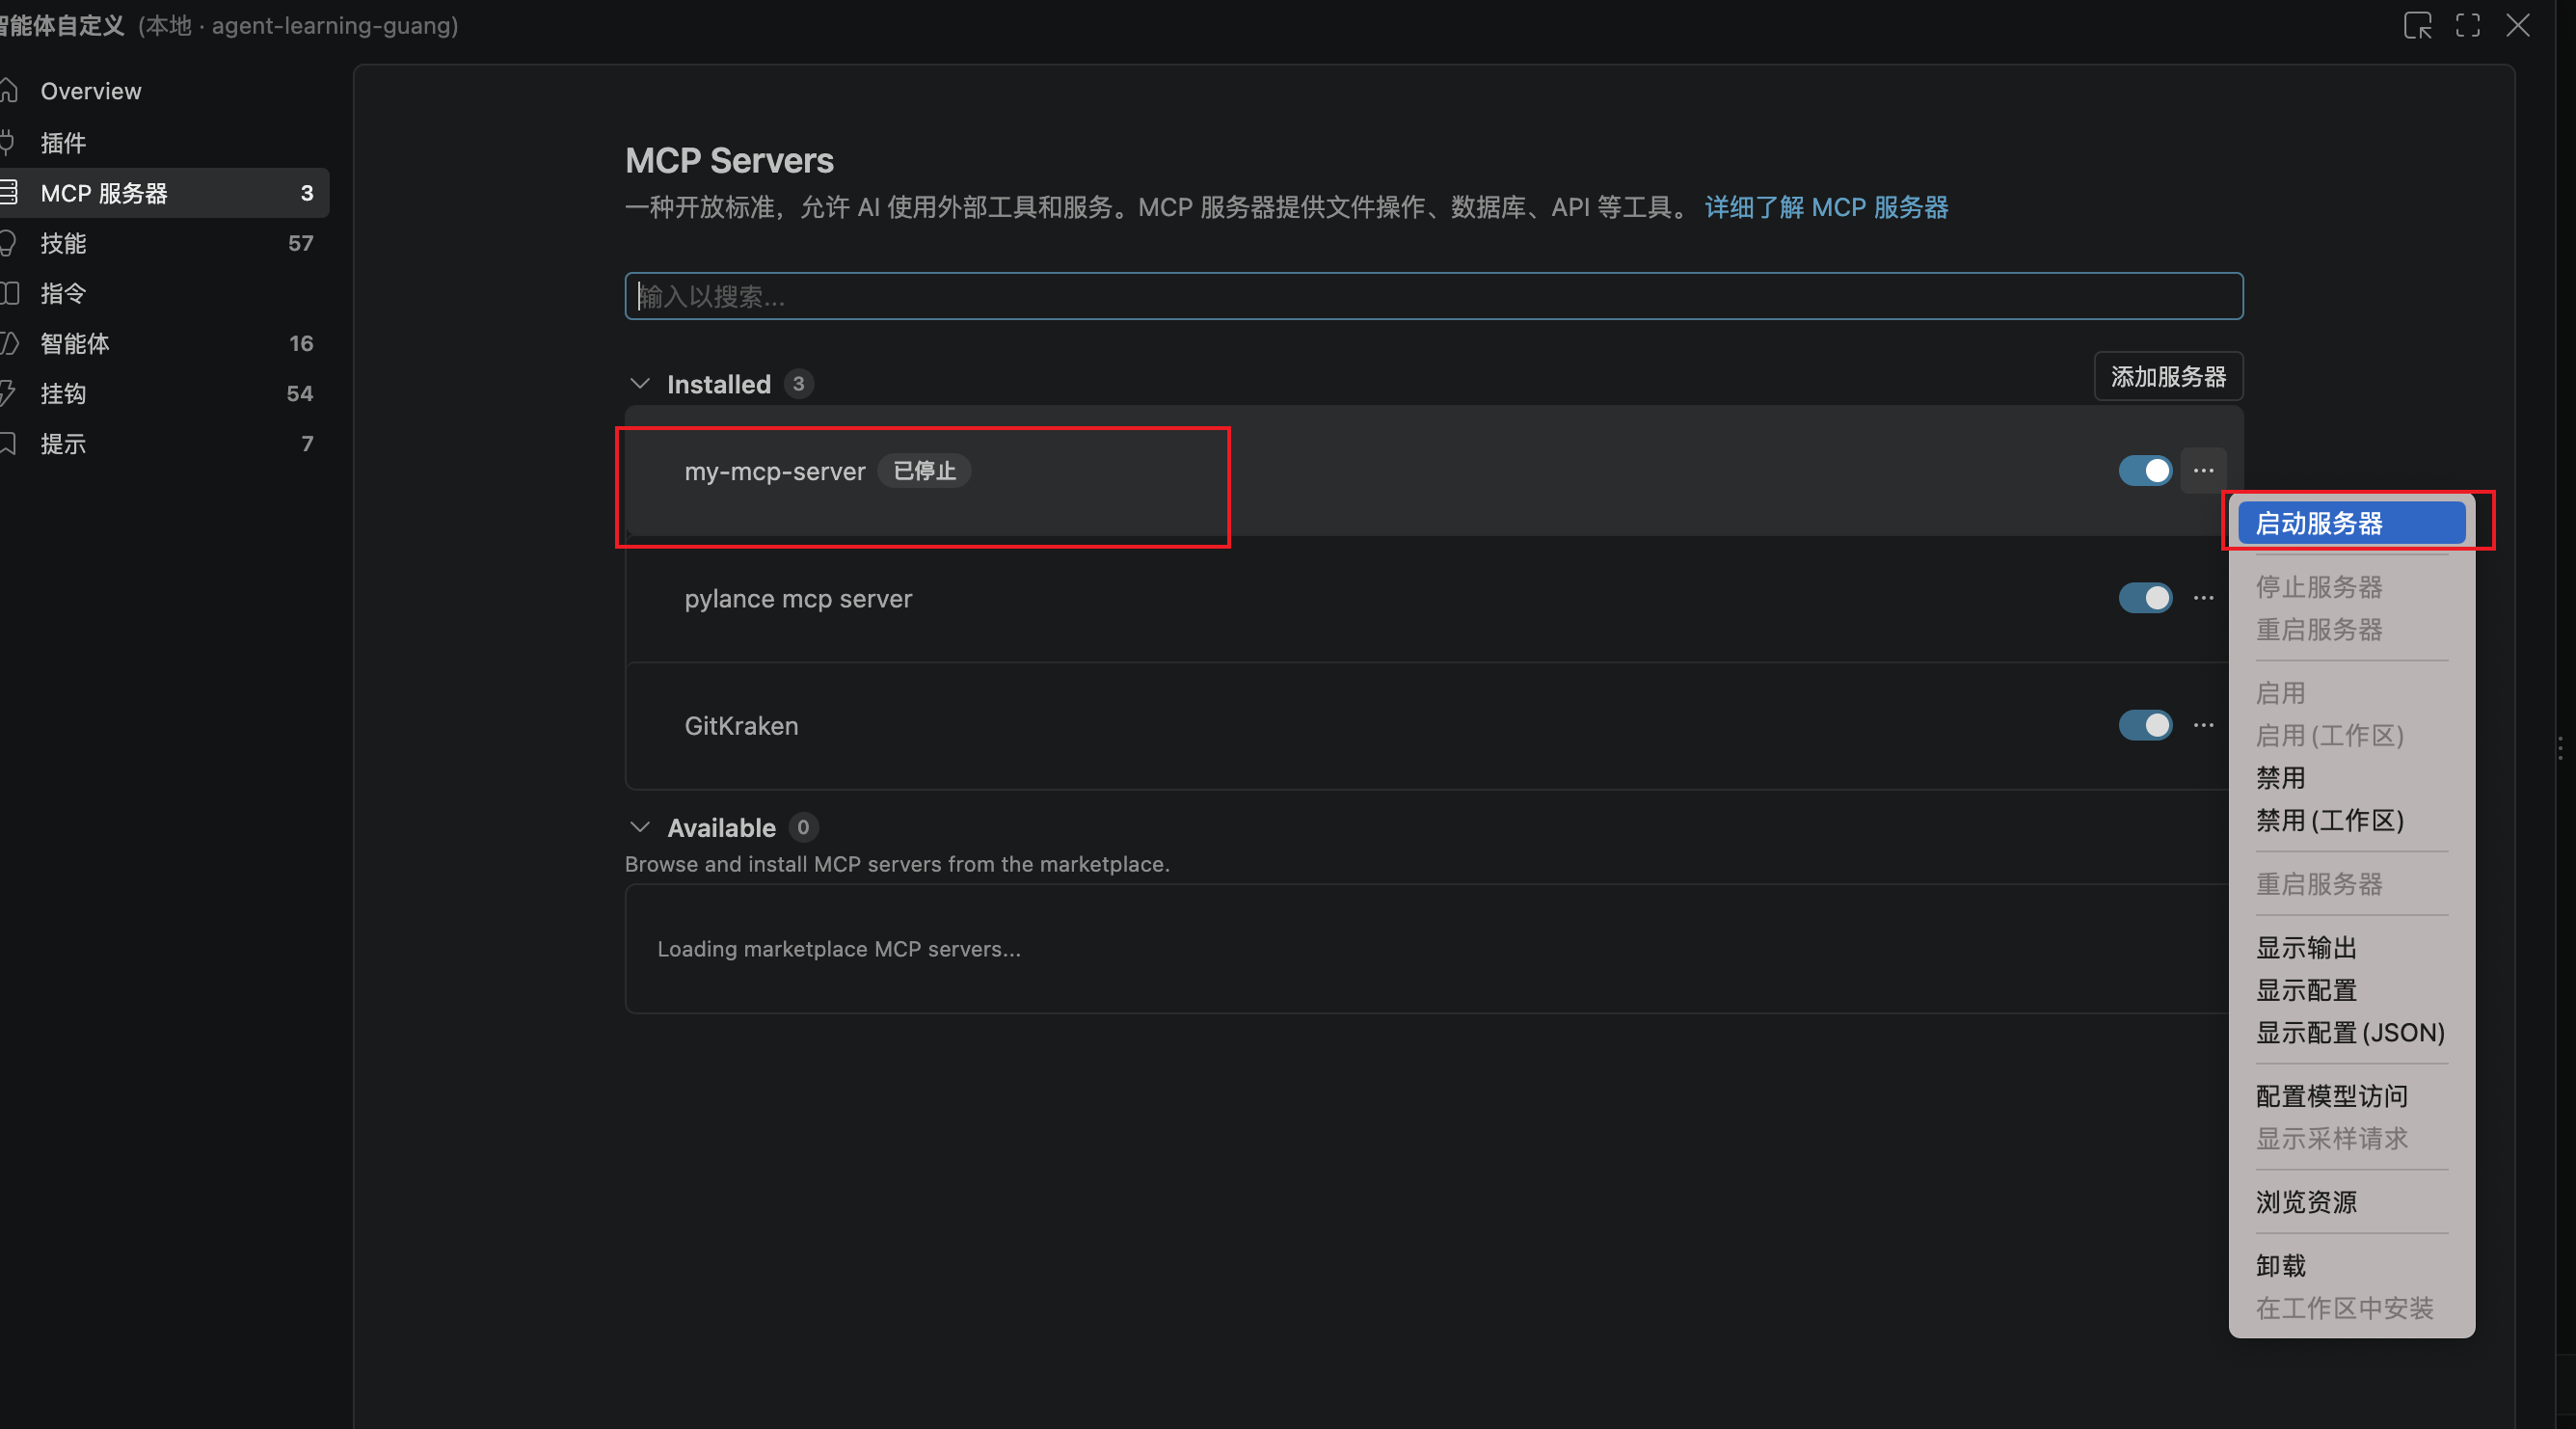 智能体自定义 (本地 · agent-learning-guang)
Overview
插件
MCP 服务器 3
技能 57
指令
智能体 16
挂钩 54
提示 7
MCP Servers
一种开放标准，允许 AI 使用外部工具和服务。MCP 服务器提供文件操作、数据库、API 等工具。 详细了解 MCP 服务器
输入以搜索...
Installed 3
添加服务器
my-mcp-server 已停止
pylance mcp server
GitKraken
Available 0
Browse and install MCP servers from the marketplace.
Loading marketplace MCP servers...
启动服务器
停止服务器
重启服务器
启用
启用 (工作区)
禁用
禁用 (工作区)
重启服务器
显示输出
显示配置
显示配置 (JSON)
配置模型访问
显示采样请求
浏览资源
卸载
在工作区中安装